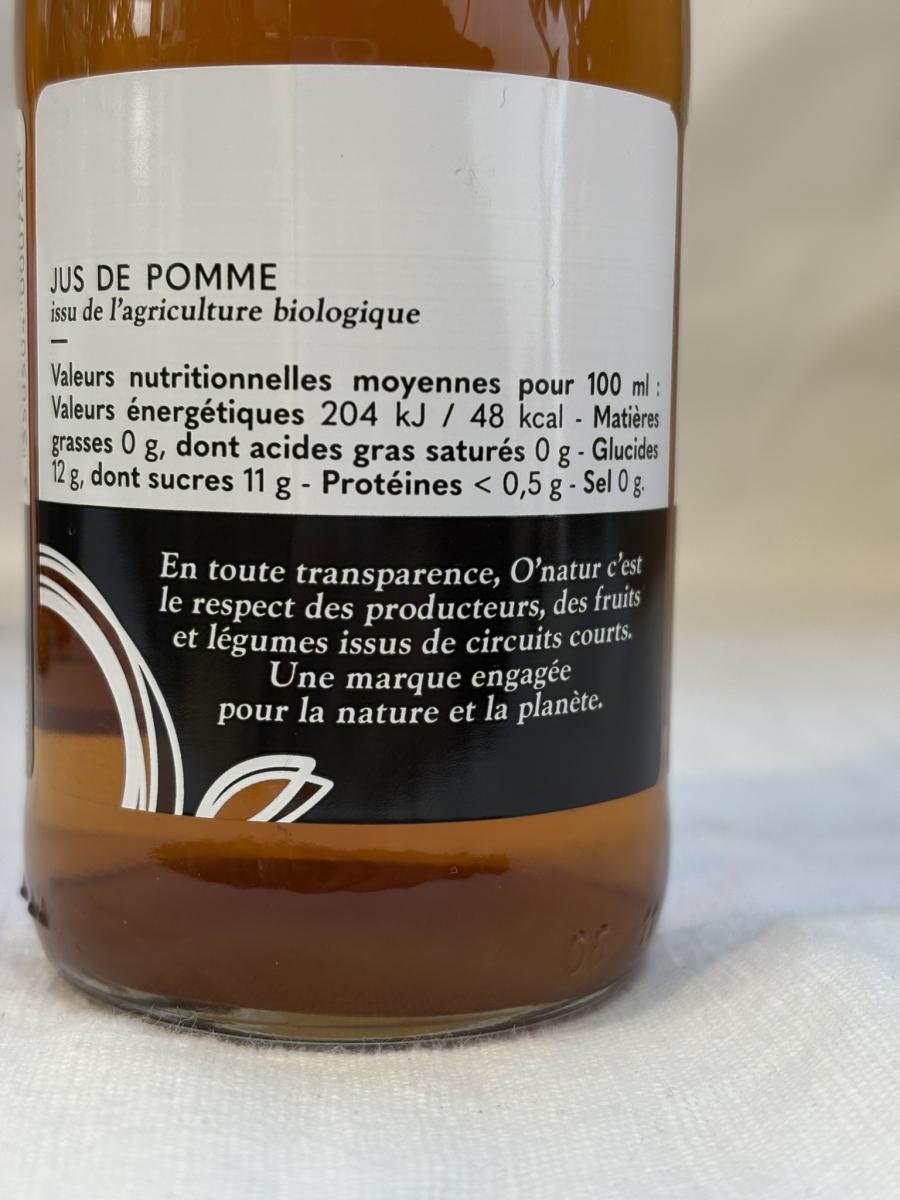 JUS DE POMME
issu de l'agriculture biologique
Valeurs nutritionnelles moyennes pour 100 ml :
Valeurs énergétiques 204 kJ / 48 kcal - Matières
grasses 0 g, dont acides gras saturés 0 g - Glucides
12 g, dont sucres 11 g - Protéines < 0,5 g - Sel 0 g.
En toute transparence, O'natur c'est
le respect des producteurs, des fruits
et légumes issus de circuits courts.
Une marque engagée
pour la nature et la planète.